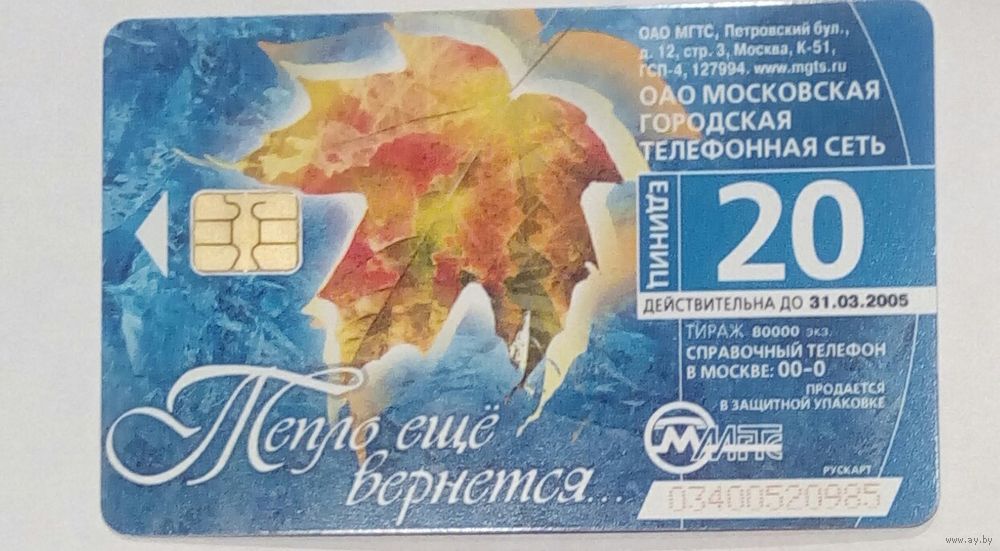 ОАО МГТС, Петровский бул.,
д. 12, стр. 3, Москва, К-51,
ГСП-4, 127994. www.mgts.ru
ОАО МОСКОВСКАЯ
ГОРОДСКАЯ
ТЕЛЕФОННАЯ СЕТЬ
ЕДИНИЦ
20
ДЕЙСТВИТЕЛЬНА ДО 31.03.2005
ТИРАЖ 80000 экз.
СПРАВОЧНЫЙ ТЕЛЕФОН
В МОСКВЕ: 00-0
ПРОДАЕТСЯ
В ЗАЩИТНОЙ УПАКОВКЕ
Тепло ещё
вернется...
МГТС
РУСКАРТ
03400520985
www.ay.by